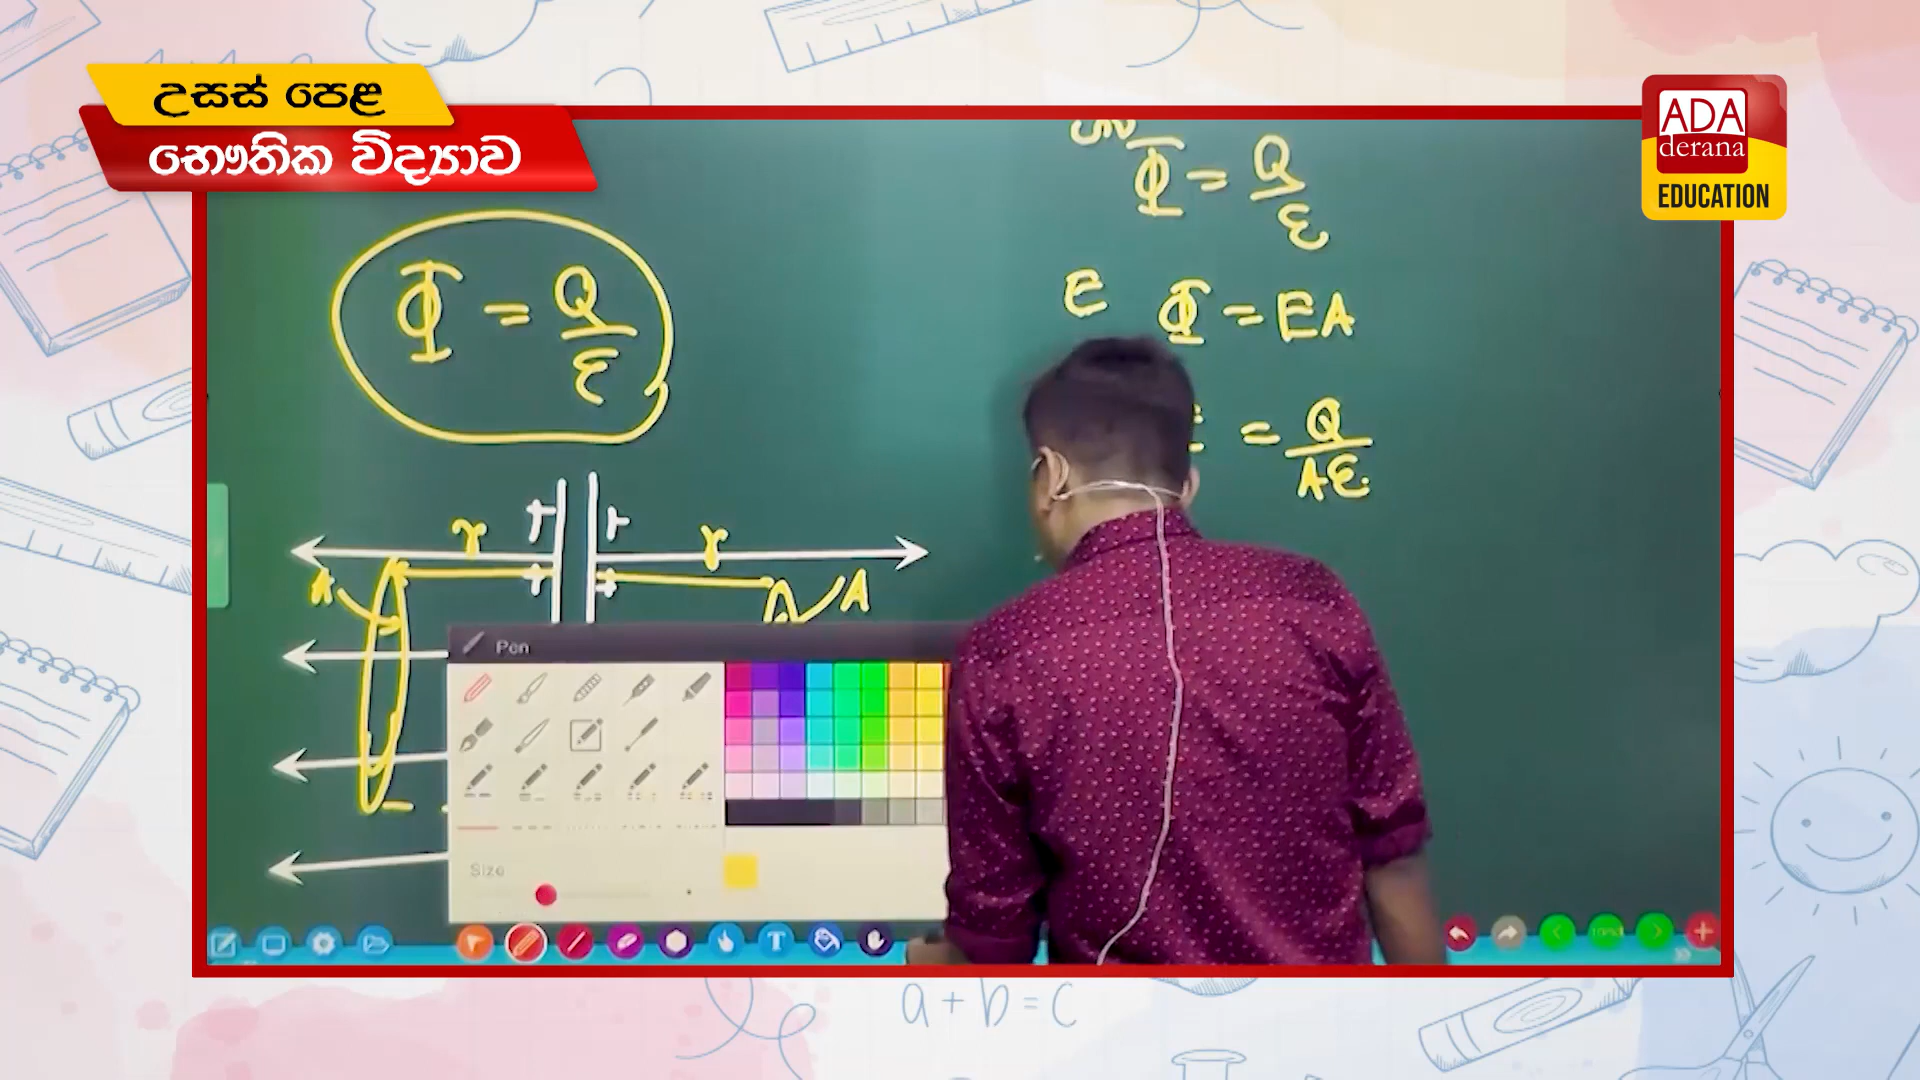 උසස් පෙළ
භෞතික විද්‍යාව
ADA
derana
EDUCATION
Φ = Q/ε
Φ = Q/ε
E Φ = EA
= Q/Aε
r r
A A
+ +
+ +
Pen
Size
T
a + b = c